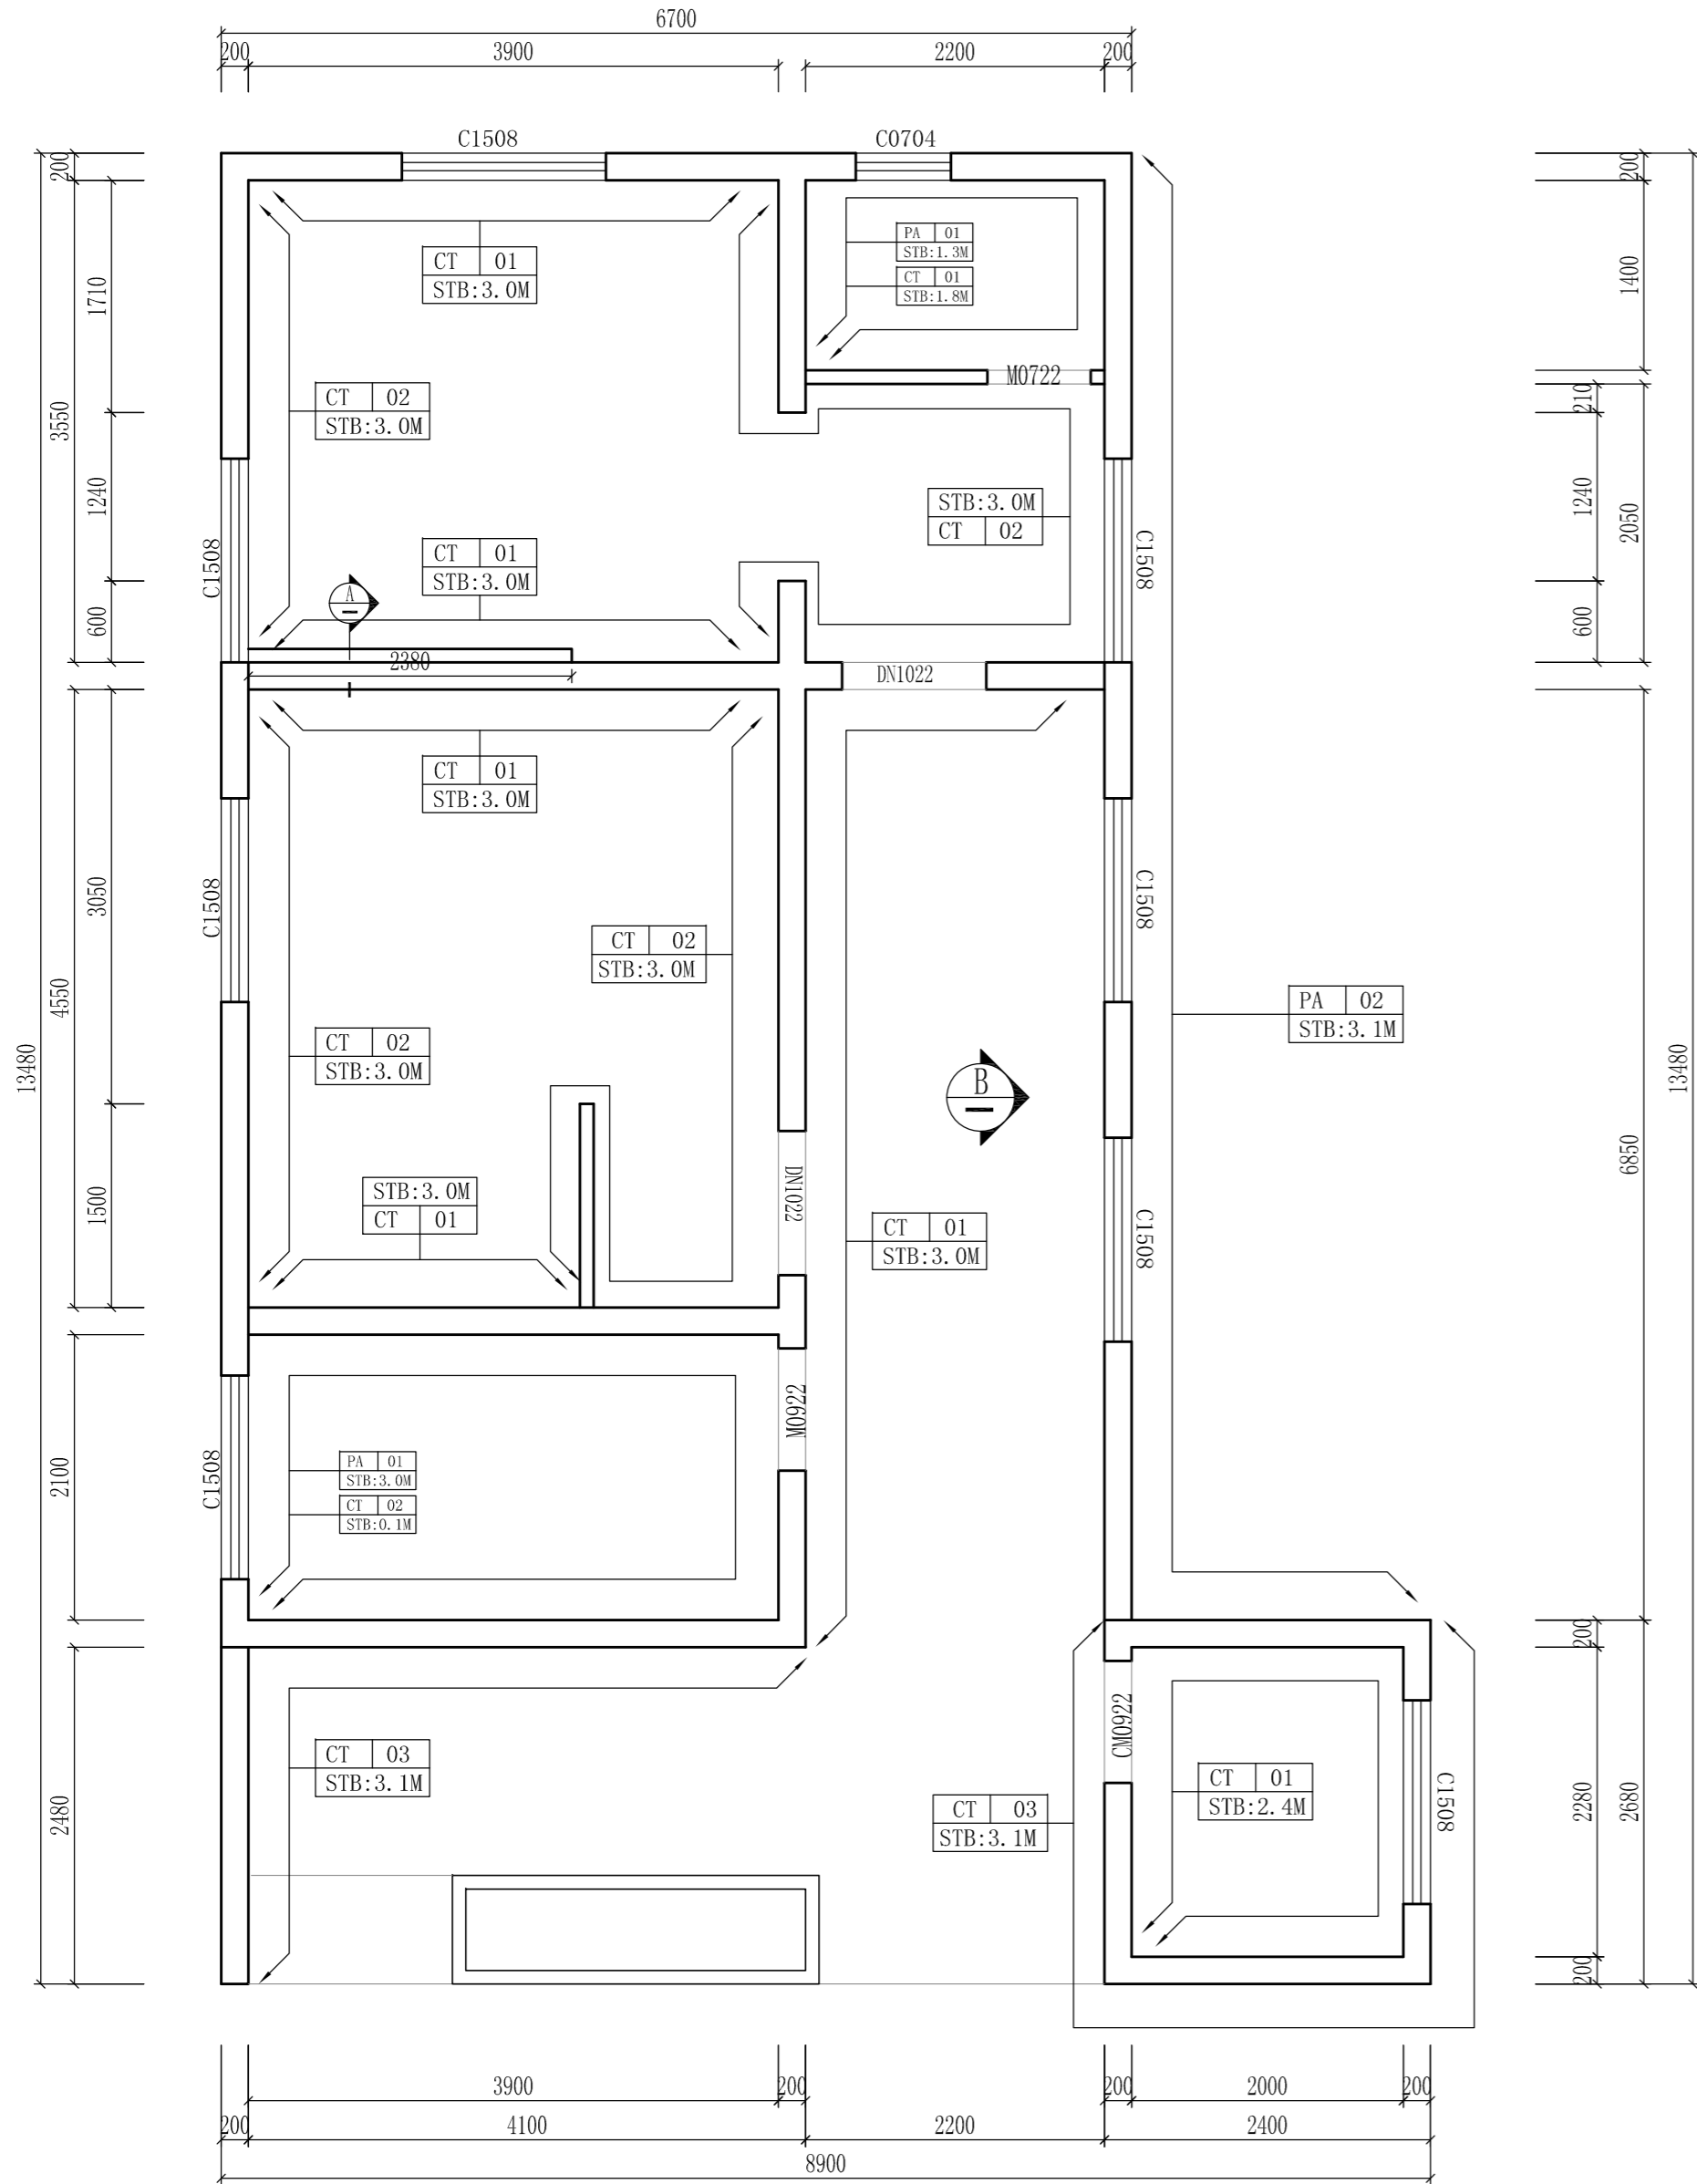 6700
200 3900 2200 200
C1508 C0704
200 200
PA 01
STB:1.3M
CT 01
STB:1.8M
CT 01
STB:3.0M
1710 1400
M0722
CT 02
STB:3.0M
3550 210
1240 1240 2050
STB:3.0M
CT 02
C1508 C1508
CT 01
STB:3.0M
A
600 600
2380 DN1022
CT 01
STB:3.0M
3050
C1508 C1508
CT 02
STB:3.0M
4550
PA 02
STB:3.1M
CT 02
STB:3.0M
13480 13480
B
6850
1500
STB:3.0M
CT 01
DN1022
CT 01
STB:3.0M
C1508
M0922
2100
C1508
PA 01
STB:3.0M
CT 02
STB:0.1M
200
CM0922
CT 03
STB:3.1M
CT 01
STB:2.4M
CT 03
STB:3.1M
C1508
2480 2280 2680
200
3900 200 200 2000 200
200 4100 2200 2400
8900